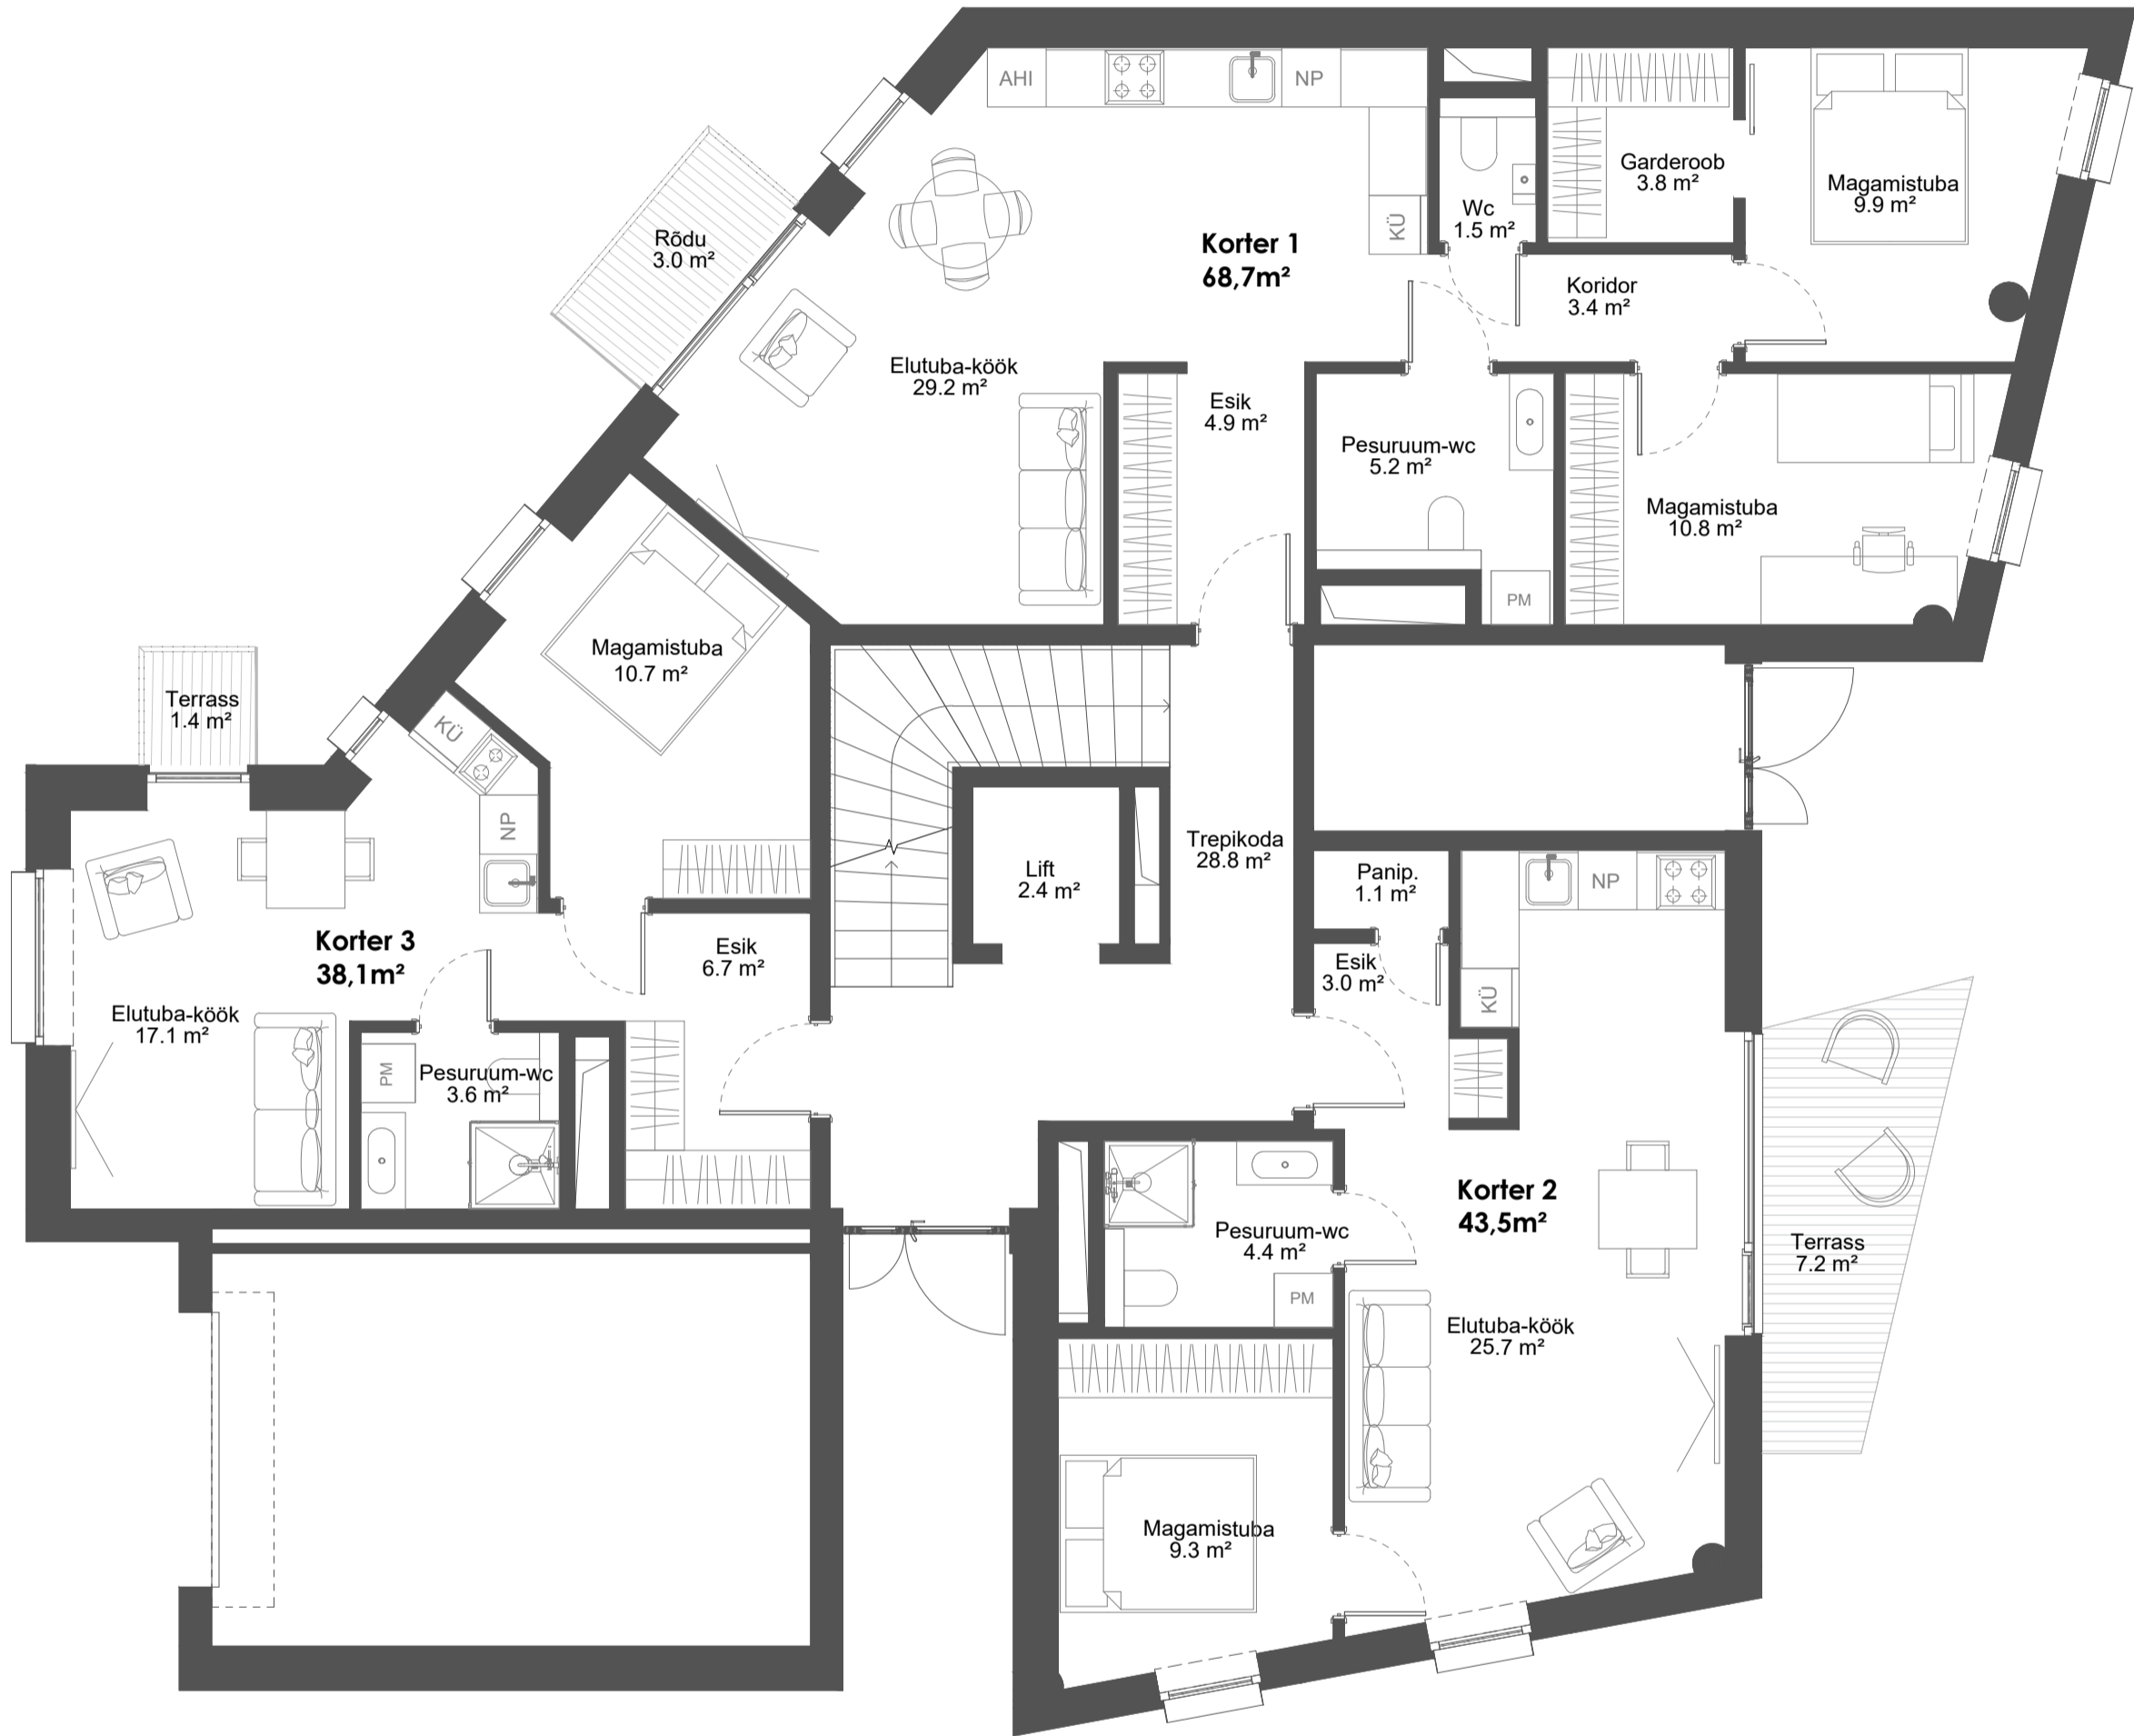 AHI
NP
KÜ
Garderoob
3.8 m²
Magamistuba
9.9 m²
Wc
1.5 m²
Rõdu
3.0 m²
Korter 1
68,7m²
Koridor
3.4 m²
Elutuba-köök
29.2 m²
Esik
4.9 m²
Pesuruum-wc
5.2 m²
PM
Magamistuba
10.8 m²
Magamistuba
10.7 m²
Terrass
1.4 m²
KÜ
NP
Trepikoda
28.8 m²
Lift
2.4 m²
Panip.
1.1 m²
NP
Korter 3
38,1m²
Esik
6.7 m²
Esik
3.0 m²
KÜ
Elutuba-köök
17.1 m²
PM
Pesuruum-wc
3.6 m²
Korter 2
43,5m²
Pesuruum-wc
4.4 m²
PM
Terrass
7.2 m²
Elutuba-köök
25.7 m²
Magamistuba
9.3 m²